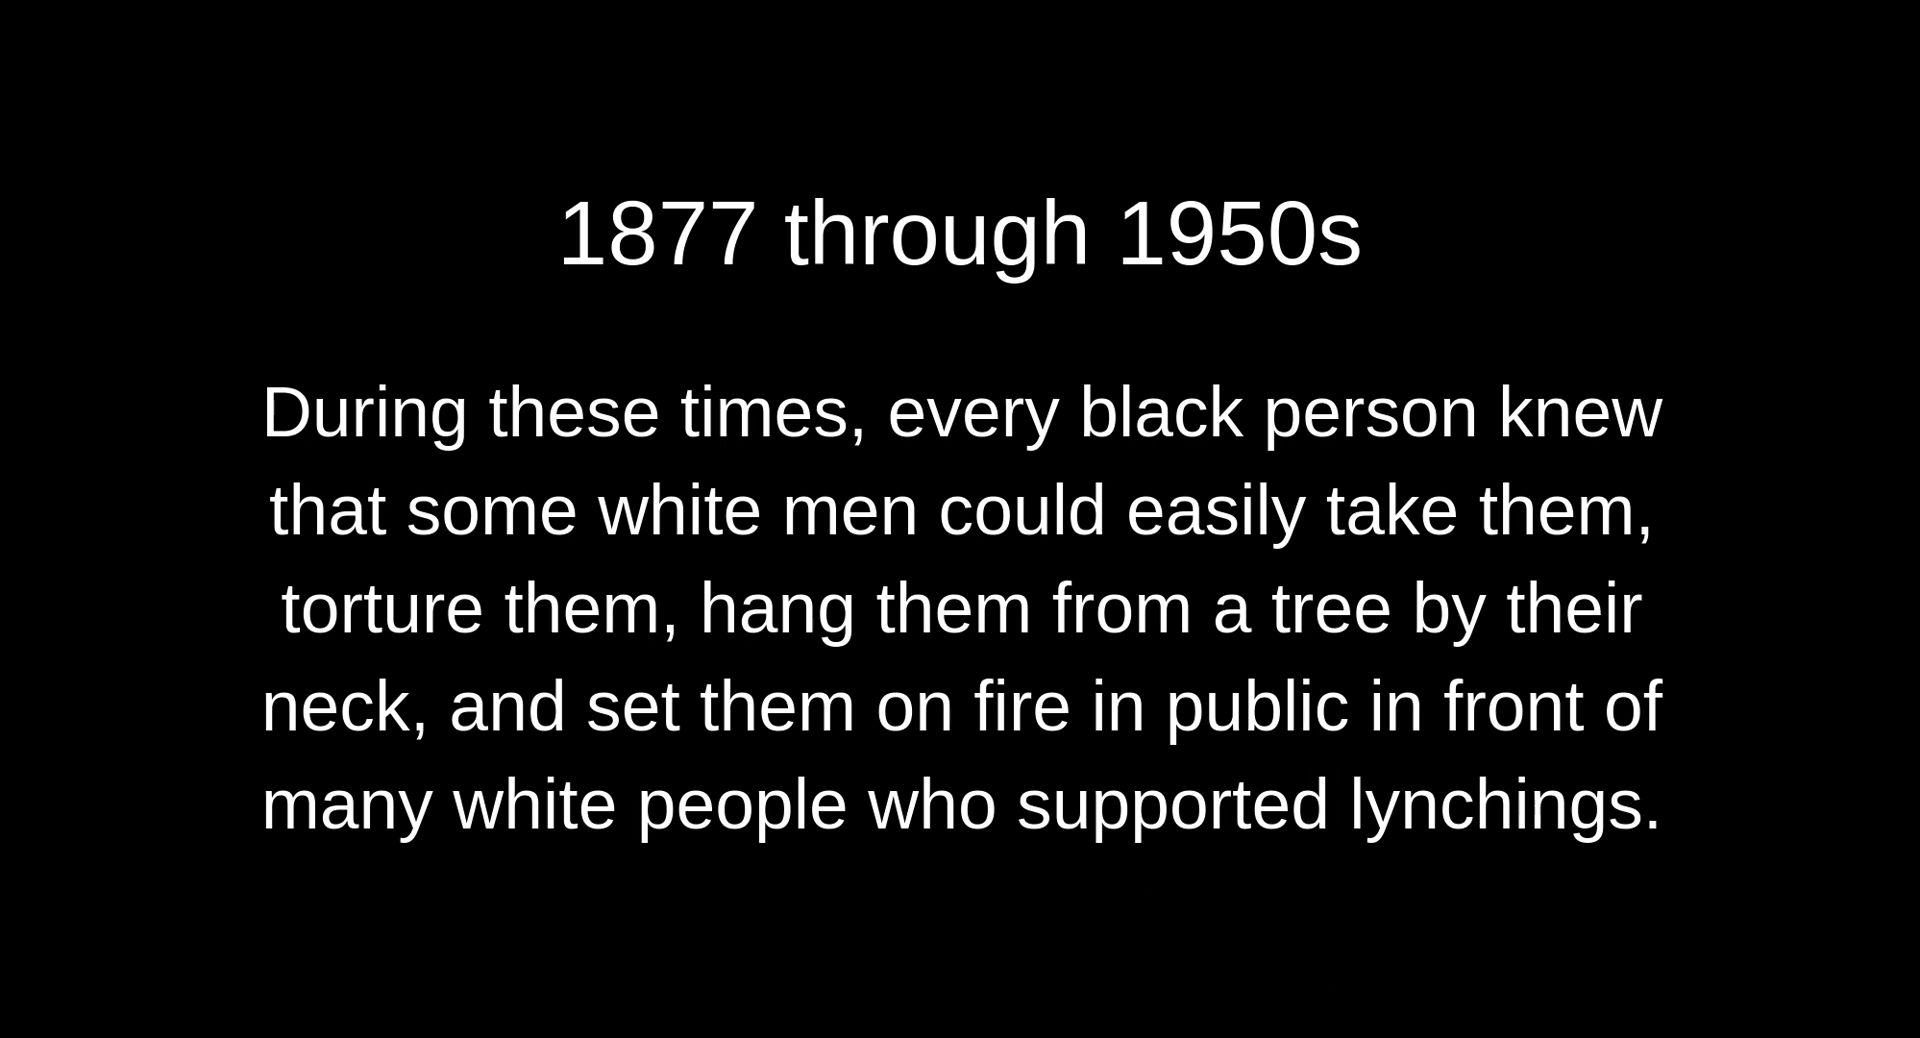 1877 through 1950s
During these times, every black person knew
that some white men could easily take them,
torture them, hang them from a tree by their
neck, and set them on fire in public in front of
many white people who supported lynchings.